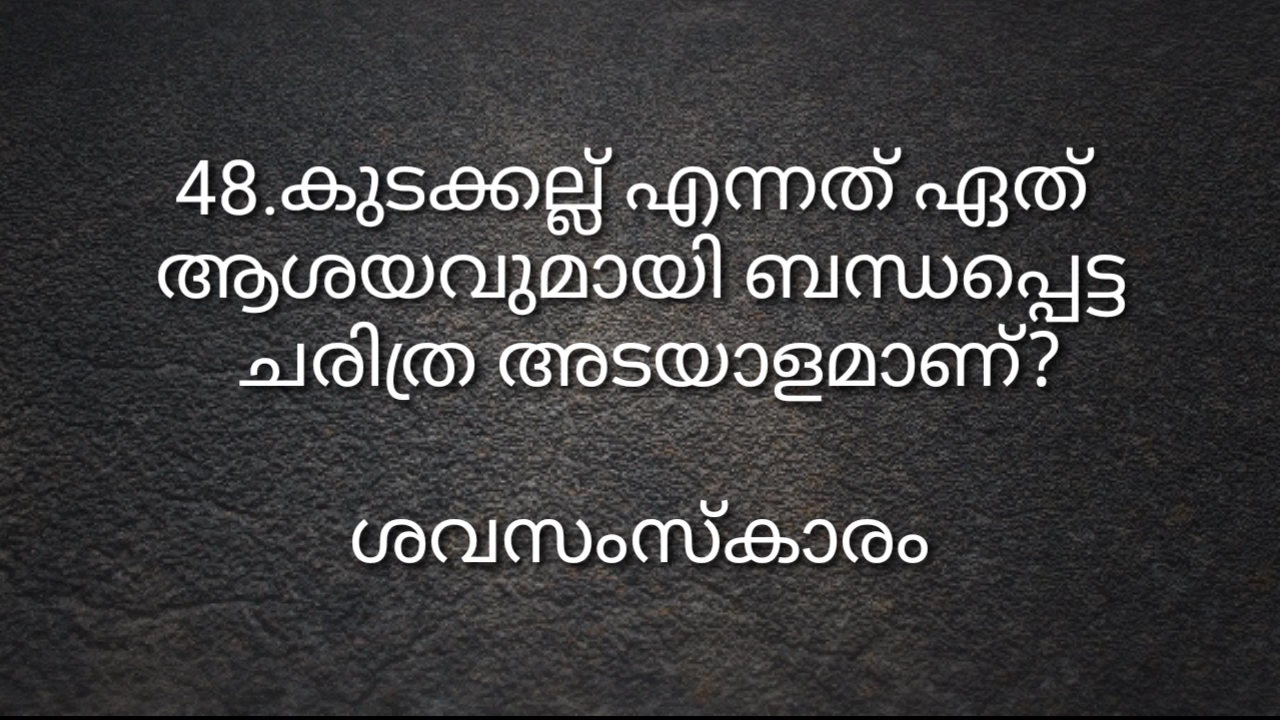 48.കുടക്കല്ല് എന്നത് ഏത്
ആശയവുമായി ബന്ധപ്പെട്ട
ചരിത്ര അടയാളമാണ്?
ശവസംസ്കാരം